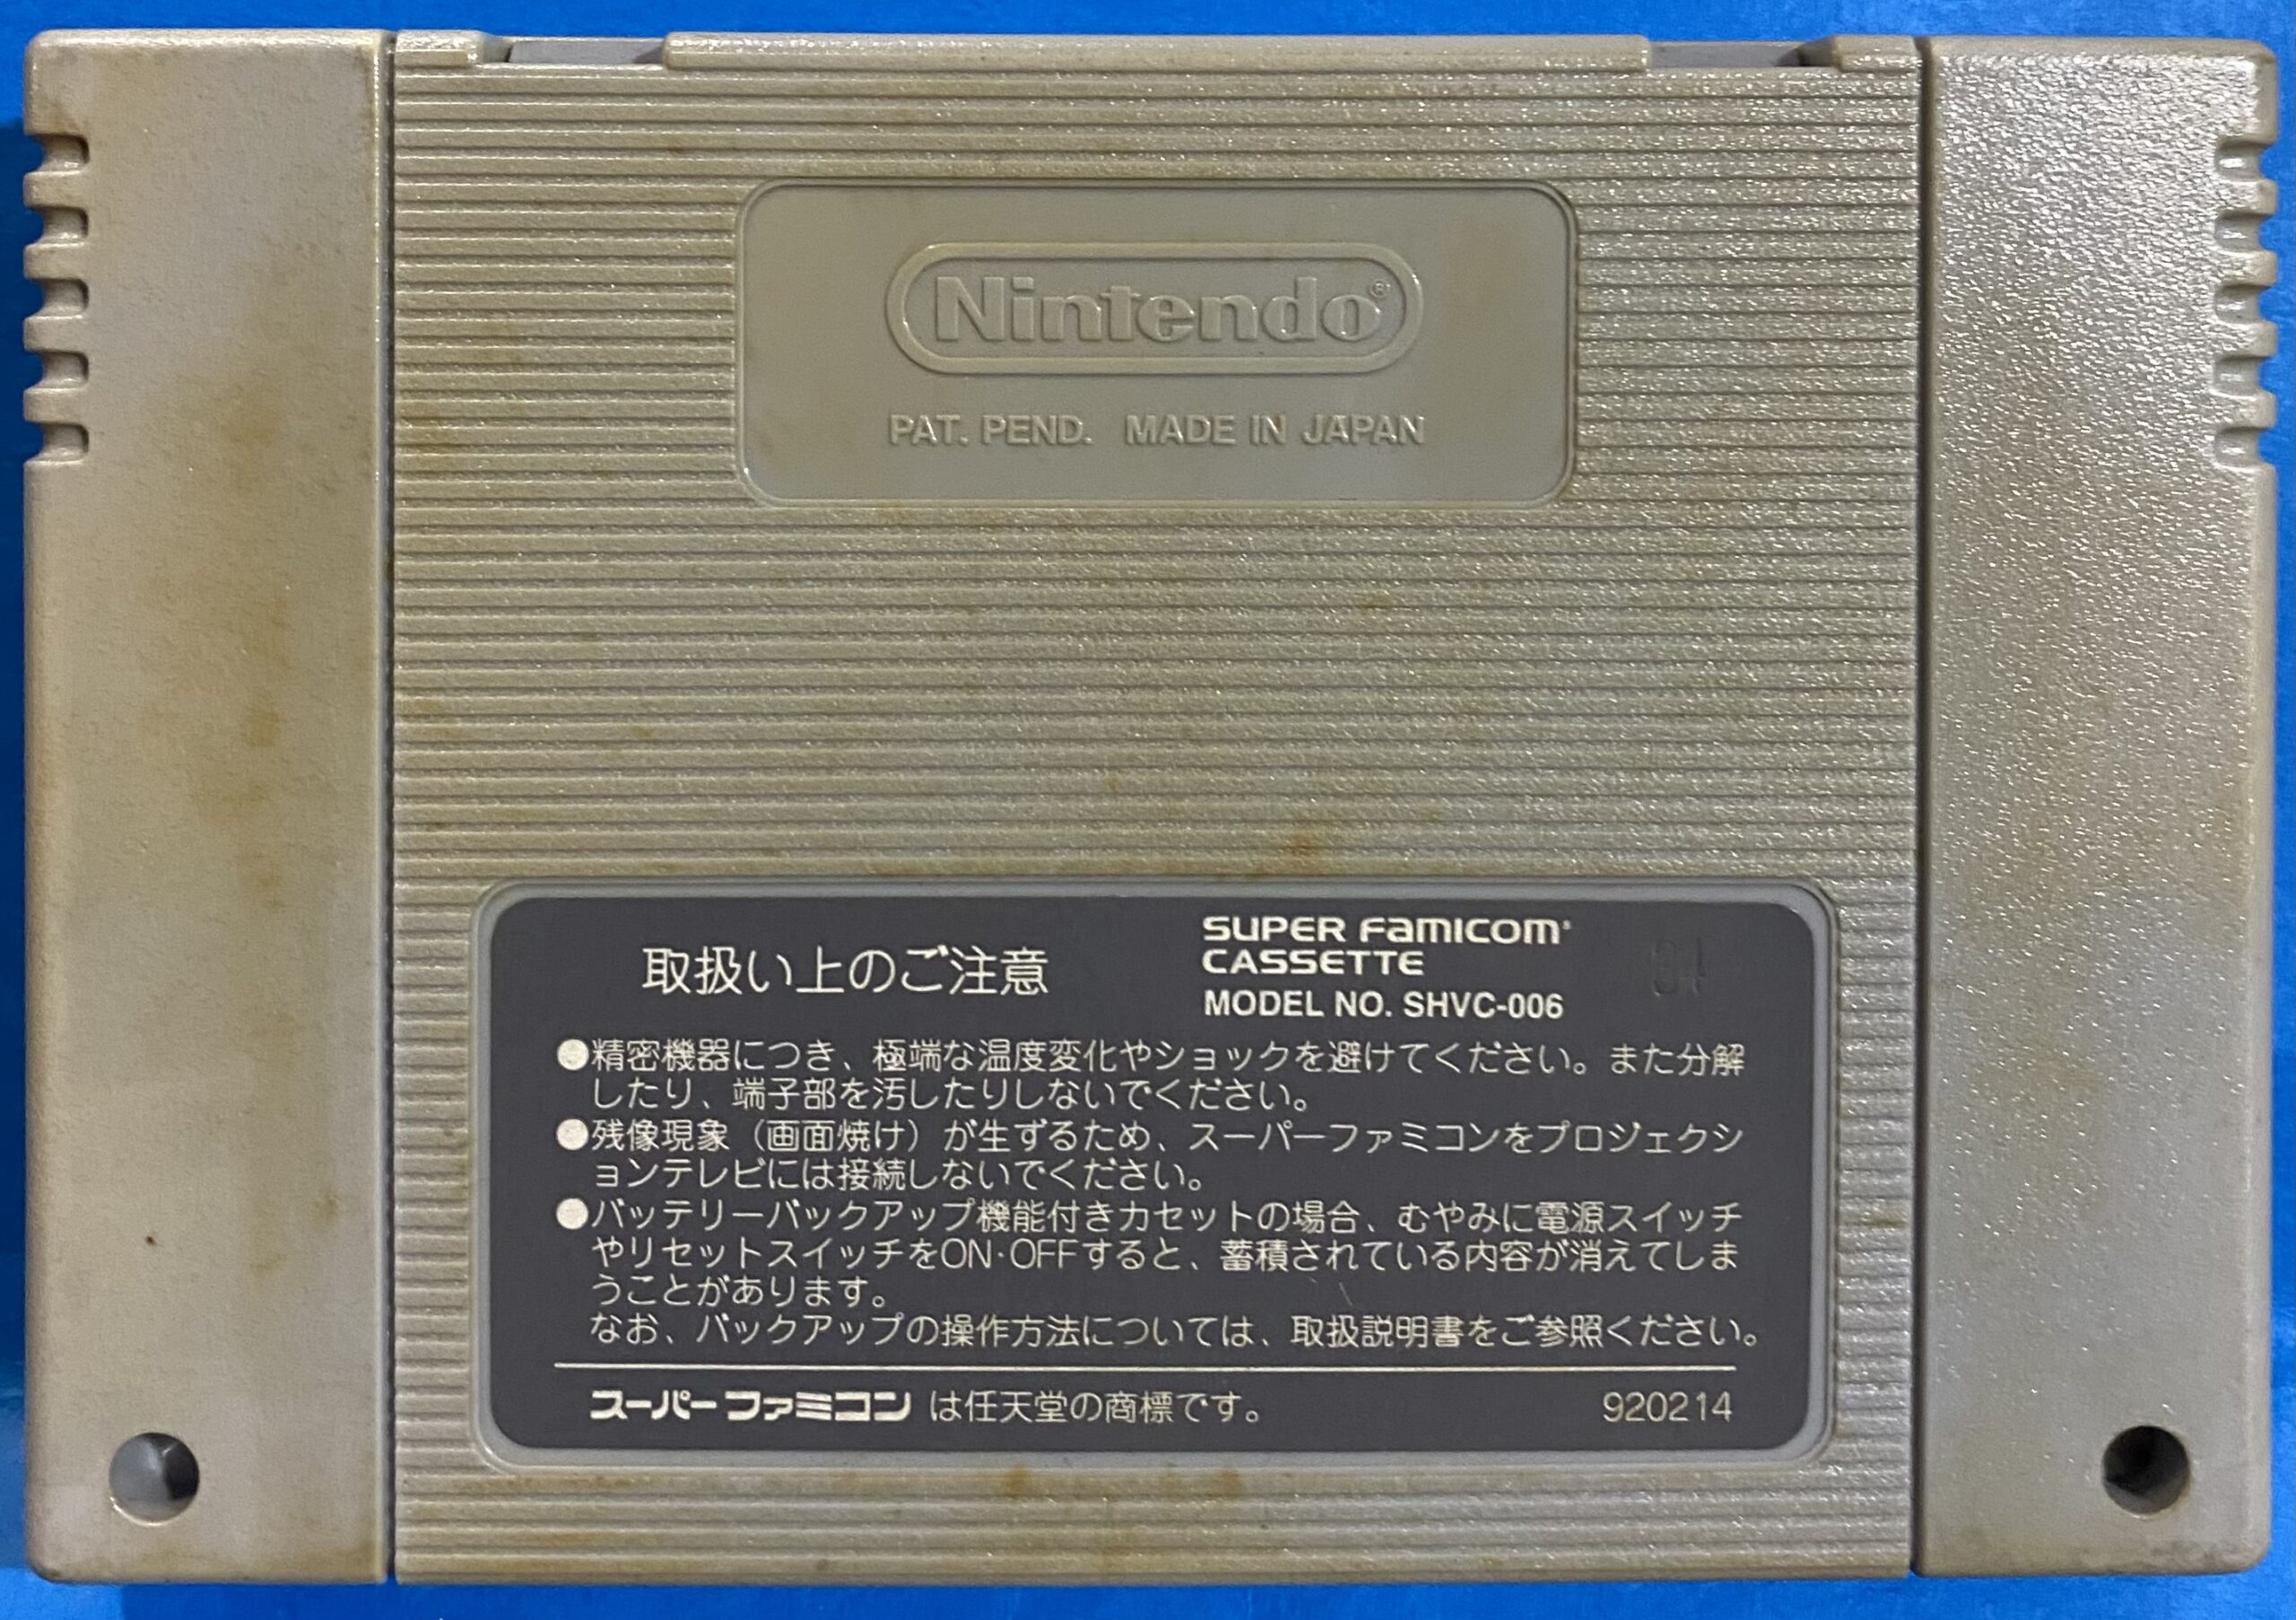 Nintendo®
PAT. PEND. MADE IN JAPAN
取扱い上のご注意
SUPER FAMICOM
CASSETTE
MODEL NO. SHVC-006
●精密機器につき、極端な温度変化やショックを避けてください。また分解
したり、端子部を汚したりしないでください。
●残像現象（画面焼け）が生ずるため、スーパーファミコンをプロジェクシ
ョンテレビには接続しないでください。
●バッテリーバックアップ機能付きカセットの場合、むやみに電源スイッチ
やリセットスイッチをON·OFFすると、蓄積されている内容が消えてしま
うことがあります。
なお、バックアップの操作方法については、取扱説明書をご参照ください。
スーパーファミコンは任天堂の商標です。
920214